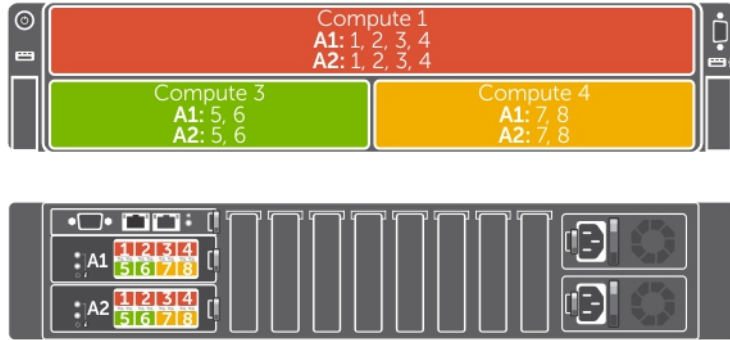 Compute 1
A1: 1, 2, 3, 4
A2: 1, 2, 3, 4
Compute 3
A1: 5, 6
A2: 5, 6
Compute 4
A1: 7, 8
A2: 7, 8
A1
1 2 3 4
5 6 7 8
A2
1 2 3 4
5 6 7 8